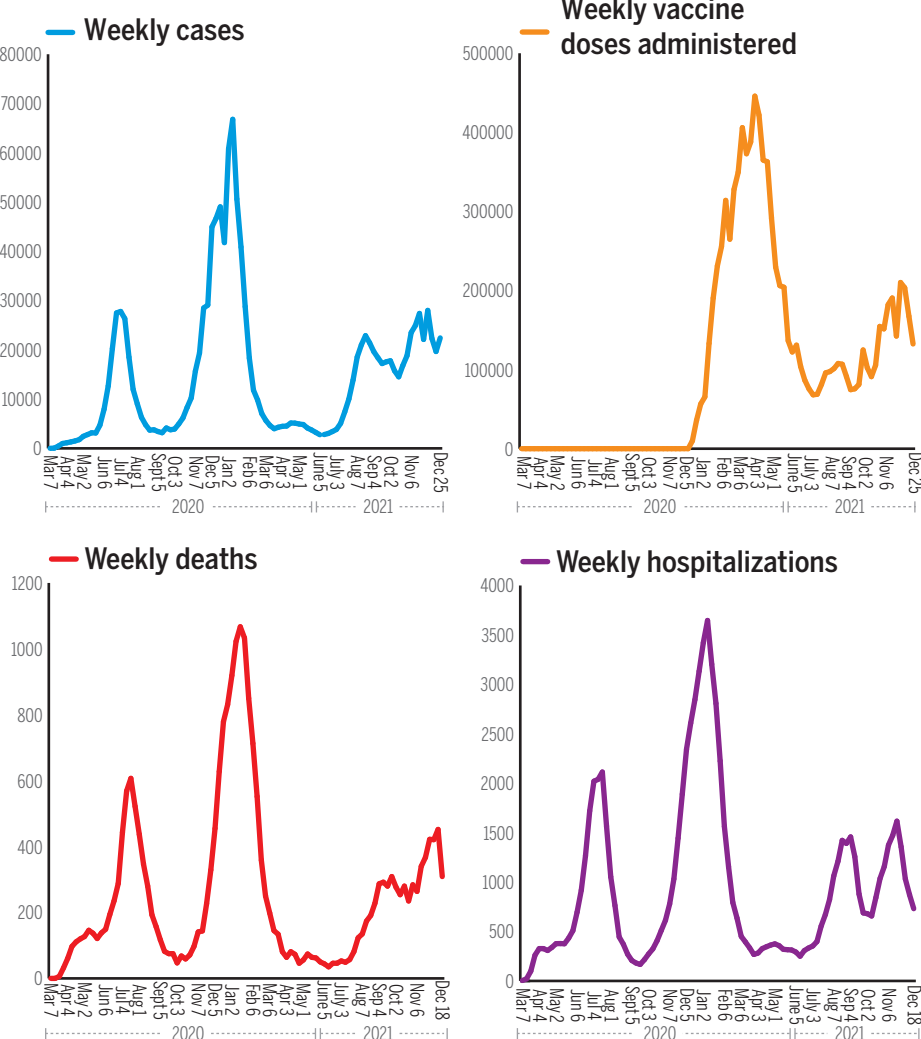 Weekly cases
80000
70000
60000
50000
40000
30000
20000
10000
0
Mar 7
Apr 4
May 2
Jun 6
Jul 4
Aug 1
Sept 5
Oct 3
Nov 7
Dec 5
Jan 2
Feb 6
Mar 6
Apr 3
May 1
June 5
July 3
Aug 7
Sep 4
Oct 2
Nov 6
Dec 25
2020
2021
Weekly vaccine
doses administered
500000
400000
300000
200000
100000
0
Mar 7
Apr 4
May 2
Jun 6
Jul 4
Aug 1
Sept 5
Oct 3
Nov 7
Dec 5
Jan 2
Feb 6
Mar 6
Apr 3
May 1
June 5
July 3
Aug 7
Sep 4
Oct 2
Nov 6
Dec 25
2020
2021
Weekly deaths
1200
1000
800
600
400
200
0
Mar 7
Apr 4
May 2
Jun 6
Jul 4
Aug 1
Sept 5
Oct 3
Nov 7
Dec 5
Jan 2
Feb 6
Mar 6
Apr 3
May 1
June 5
July 3
Aug 7
Sep 4
Oct 2
Nov 6
Dec 18
2020
2021
Weekly hospitalizations
4000
3500
3000
2500
2000
1500
1000
500
0
Mar 7
Apr 4
May 2
Jun 6
Jul 4
Aug 1
Sept 5
Oct 3
Nov 7
Dec 5
Jan 2
Feb 6
Mar 6
Apr 3
May 1
June 5
July 3
Aug 7
Sep 4
Oct 2
Nov 6
Dec 18
2020
2021